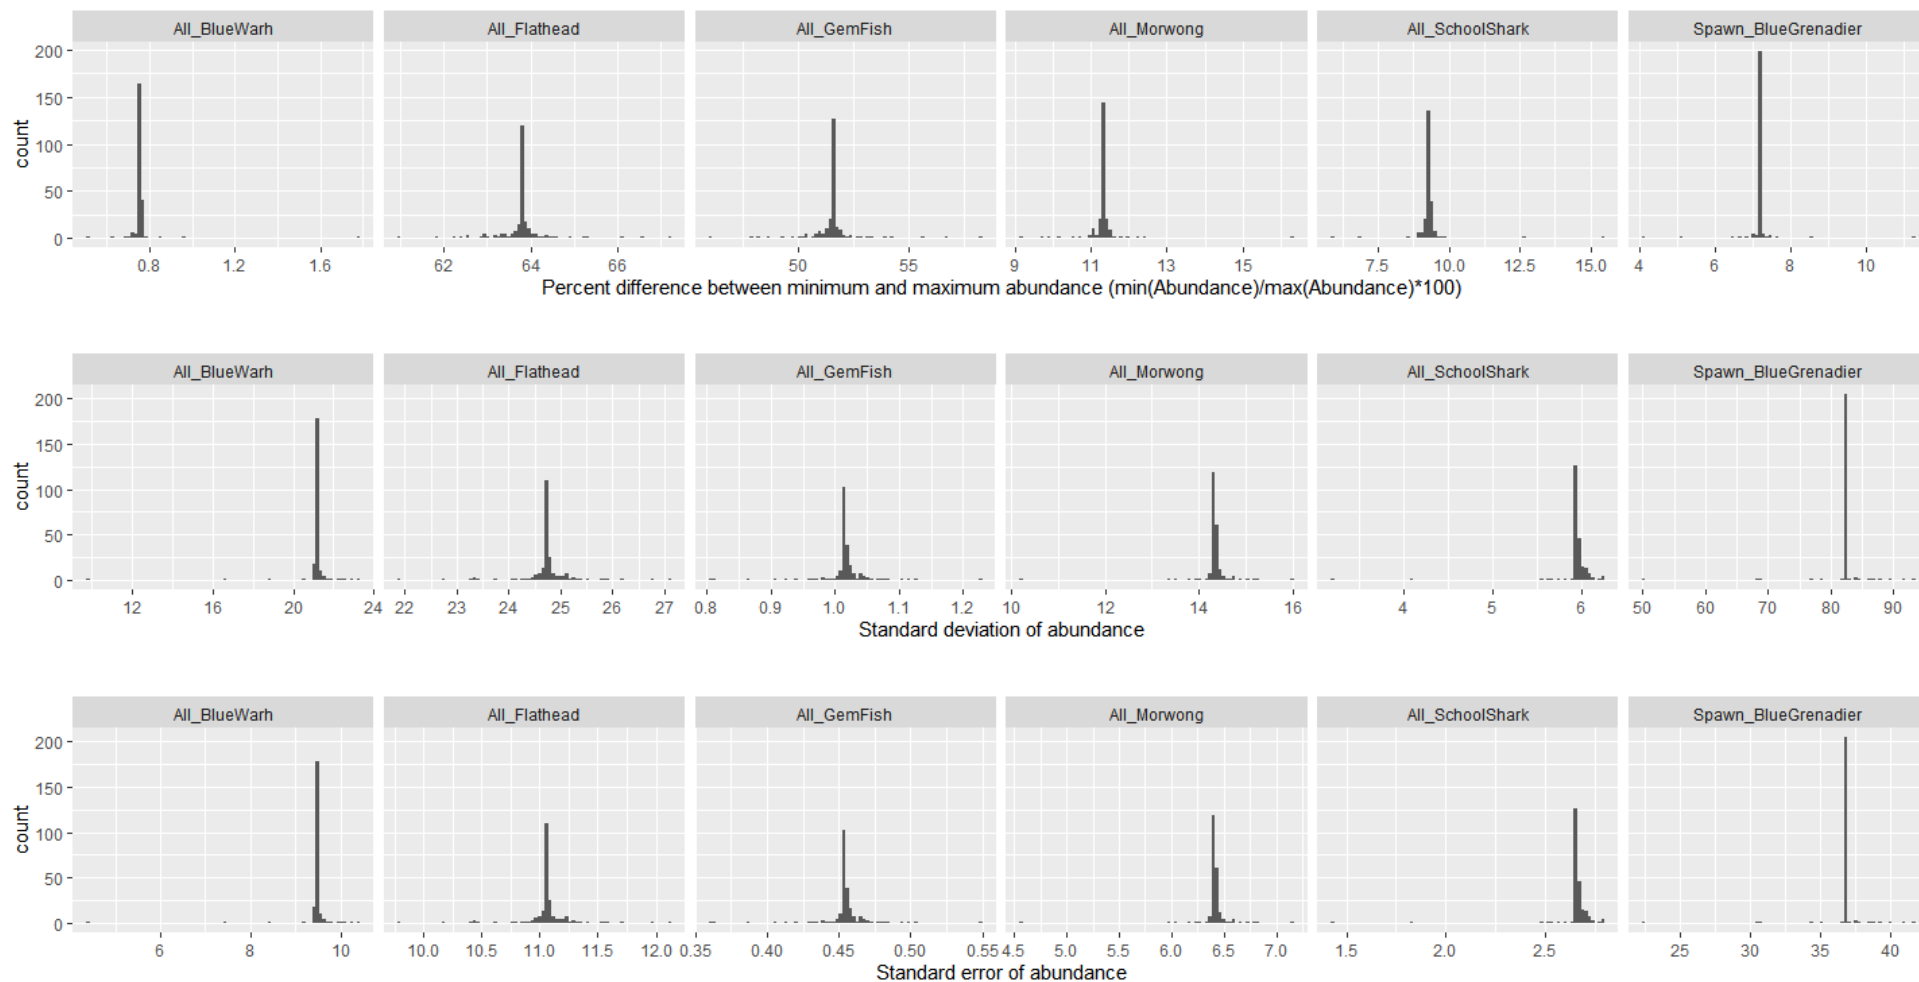 All_BlueWarh All_Flathead All_GemFish All_Morwong All_SchoolShark Spawn_BlueGrenadier
200
150
100
50
0
count
0.8 1.2 1.6 62 64 66 50 55 9 11 13 15 7.5 10.0 12.5 15.0 4 6 8 10
Percent difference between minimum and maximum abundance (min(Abundance)/max(Abundance)*100)
All_BlueWarh All_Flathead All_GemFish All_Morwong All_SchoolShark Spawn_BlueGrenadier
200
150
100
50
0
count
12 16 20 24 22 23 24 25 26 27 0.8 0.9 1.0 1.1 1.2 10 12 14 16 4 5 6 50 60 70 80 90
Standard deviation of abundance
All_BlueWarh All_Flathead All_GemFish All_Morwong All_SchoolShark Spawn_BlueGrenadier
200
150
100
50
0
count
6 8 10 10.0 10.5 11.0 11.5 12.0 0.35 0.40 0.45 0.50 0.55 4.5 5.0 5.5 6.0 6.5 7.0 1.5 2.0 2.5 25 30 35 40
Standard error of abundance